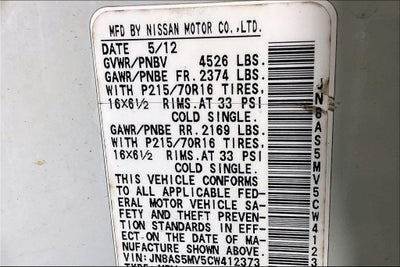 MFD BY NISSAN MOTOR CO.,LTD.
DATE 5/12
GVWR/PNBV 4526 LBS.
GAWR/PNBE FR. 2374 LBS.
WITH P215/70R16 TIRES,
16X6½ RIMS.AT 33 PSI
COLD SINGLE.
GAWR/PNBE RR. 2169 LBS.
WITH P215/70R16 TIRES,
16X6½ RIMS.AT 33 PSI
COLD SINGLE.
THIS VEHICLE CONFORMS
TO ALL APPLICABLE FED-
ERAL MOTOR VEHICLE SA-
FETY AND THEFT PREVEN-
TION STANDARDS IN EFF-
ECT ON THE DATE OF MA-
NUFACTURE SHOWN ABOVE.
VIN: JN8AS5MV5CW412373
JN8AS5MV5CW4123